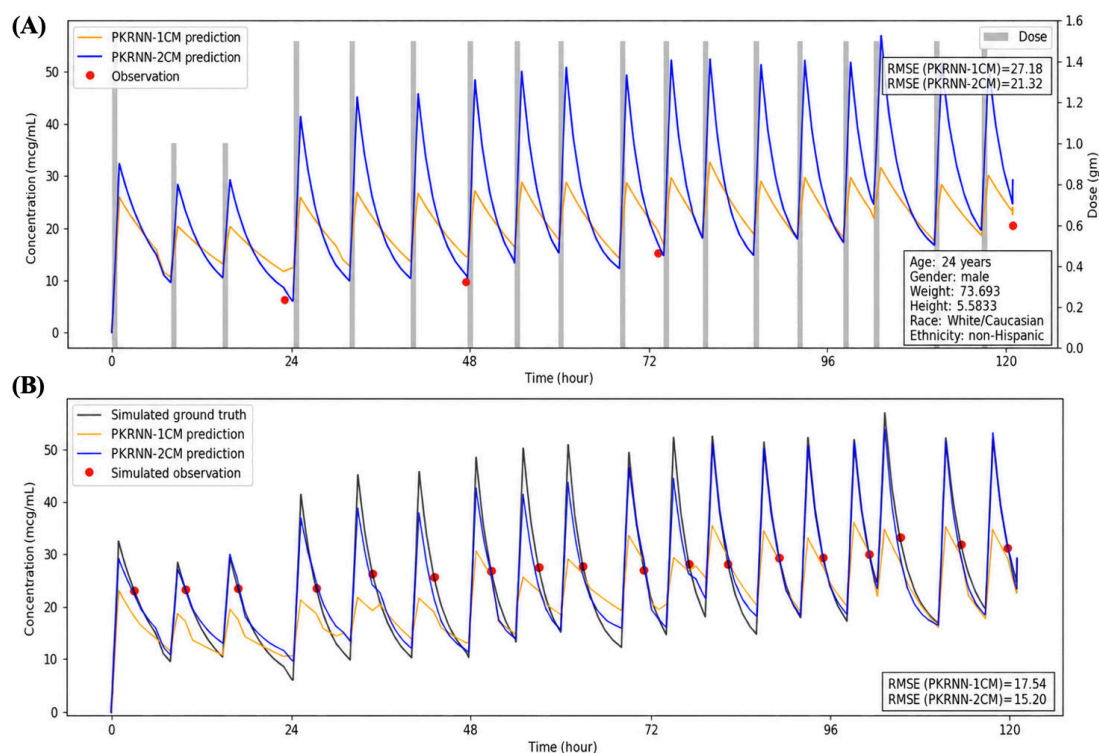 (A)
PKRNN-1CM prediction
PKRNN-2CM prediction
Observation
Dose
RMSE (PKRNN-1CM)=27.18
RMSE (PKRNN-2CM)=21.32
Age: 24 years
Gender: male
Weight: 73.693
Height: 5.5833
Race: White/Caucasian
Ethnicity: non-Hispanic
Concentration (mcg/mL)
50
40
30
20
10
0
1.6
1.4
1.2
1.0
0.8
0.6
0.4
0.2
0.0
Dose (gm)
0 24 48 72 96 120
Time (hour)
(B)
Simulated ground truth
PKRNN-1CM prediction
PKRNN-2CM prediction
Simulated observation
RMSE (PKRNN-1CM)=17.54
RMSE (PKRNN-2CM)=15.20
Concentration (mcg/mL)
50
40
30
20
10
0
0 24 48 72 96 120
Time (hour)